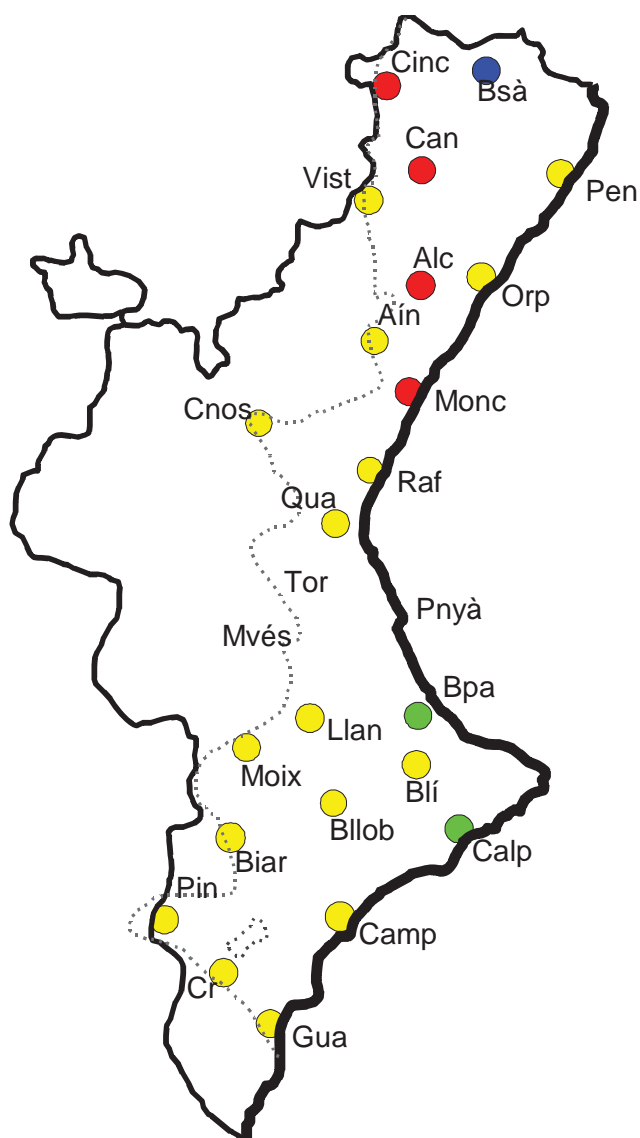 Cinc
Bsà
Can
Vist
Pen
Alc
Orp
Aín
Cnos
Monc
Raf
Qua
Tor
Pnyà
Mvés
Bpa
Llan
Moix
Blí
Bllob
Calp
Biar
Pin
Camp
Cr
Gua